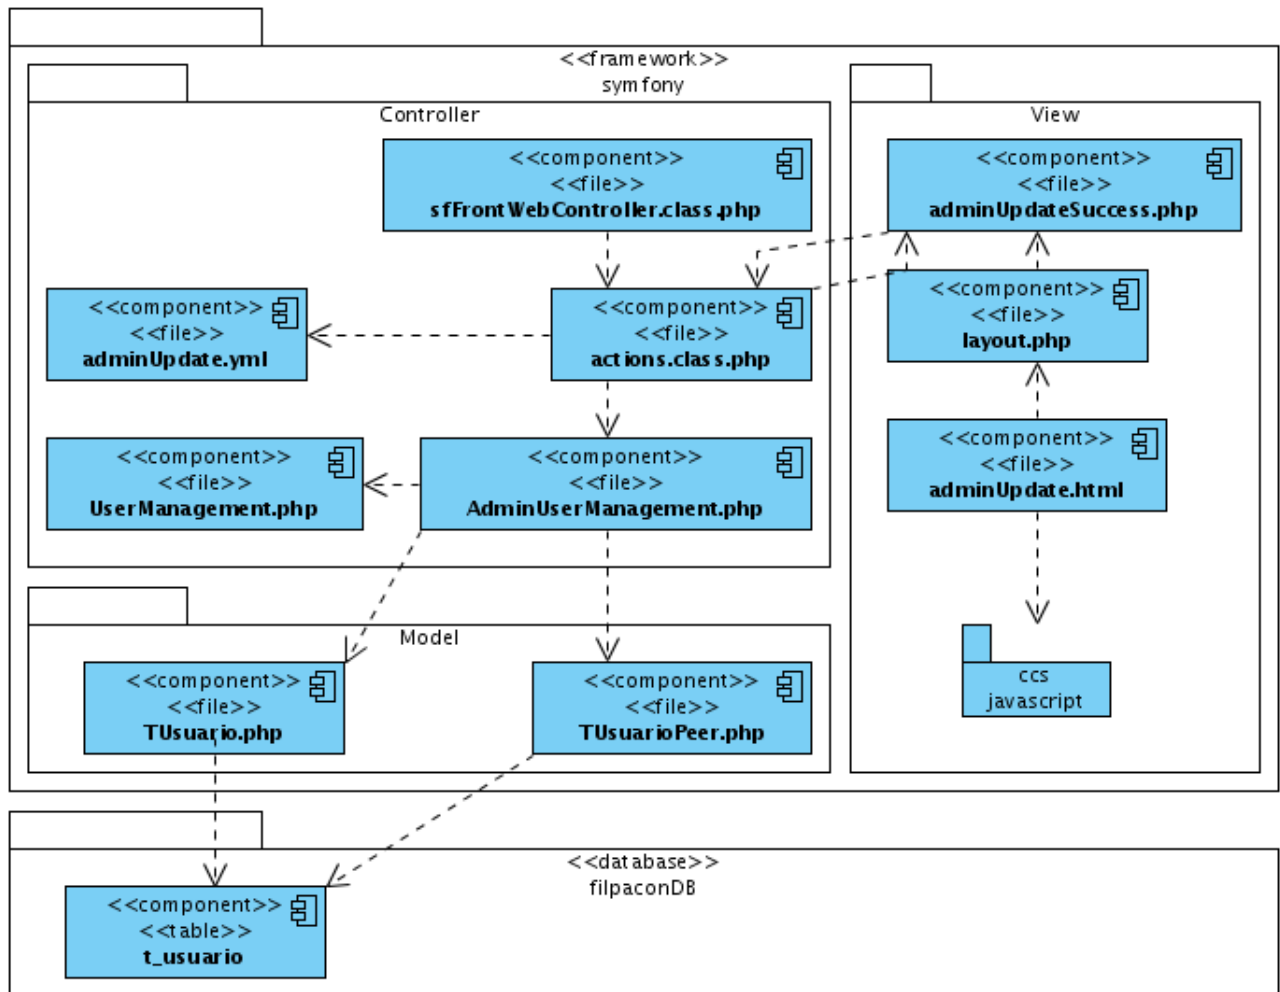 <<framework>>
symfony
Controller
<<component>>
<<file>>
sfFrontWebController.class.php
<<component>>
<<file>>
adminUpdate.yml
<<component>>
<<file>>
actions.class.php
<<component>>
<<file>>
UserManagement.php
<<component>>
<<file>>
AdminUserManagement.php
View
<<component>>
<<file>>
adminUpdateSuccess.php
<<component>>
<<file>>
layout.php
<<component>>
<<file>>
adminUpdate.html
ccs
javascript
Model
<<component>>
<<file>>
TUsuario.php
<<component>>
<<file>>
TUsuarioPeer.php
<<database>>
filpaconDB
<<component>>
<<table>>
t_usuario